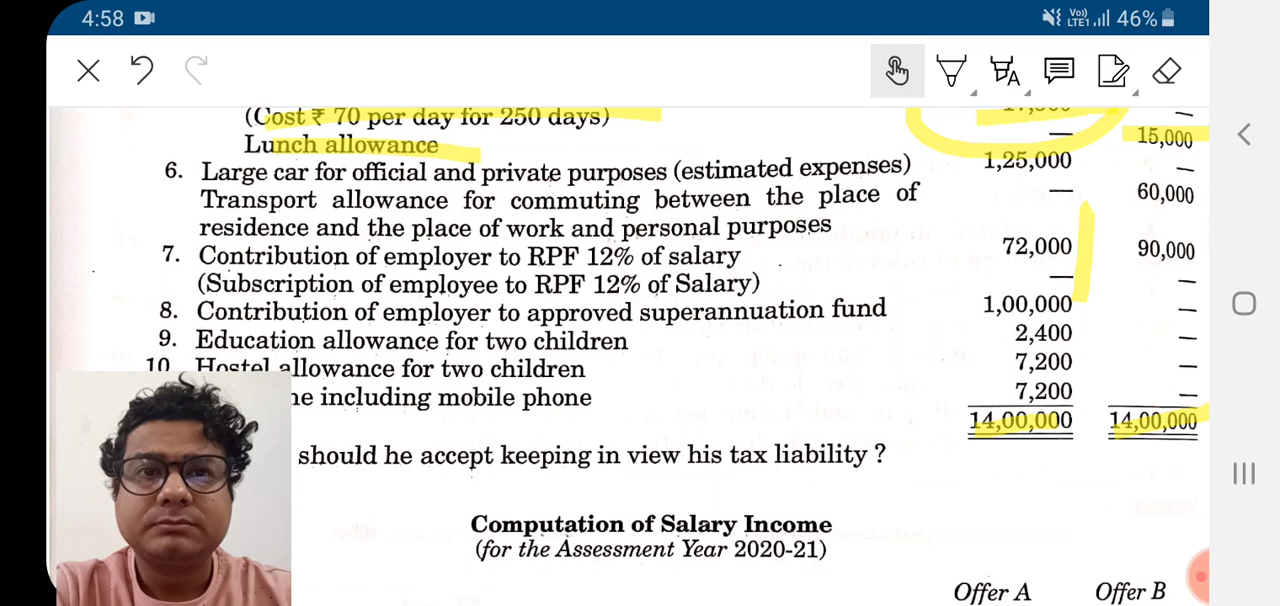 4:58 Vo) LTE1 46%
(Cost ₹ 70 per day for 250 days) —
Lunch allowance — 15,000
6. Large car for official and private purposes (estimated expenses) 1,25,000 —
Transport allowance for commuting between the place of — 60,000
residence and the place of work and personal purposes
7. Contribution of employer to RPF 12% of salary 72,000 90,000
(Subscription of employee to RPF 12% of Salary) — —
8. Contribution of employer to approved superannuation fund 1,00,000 —
9. Education allowance for two children 2,400 —
10. Hostel allowance for two children 7,200 —
ne including mobile phone 7,200 —
14,00,000 14,00,000
should he accept keeping in view his tax liability ?
Computation of Salary Income
(for the Assessment Year 2020-21)
Offer A Offer B